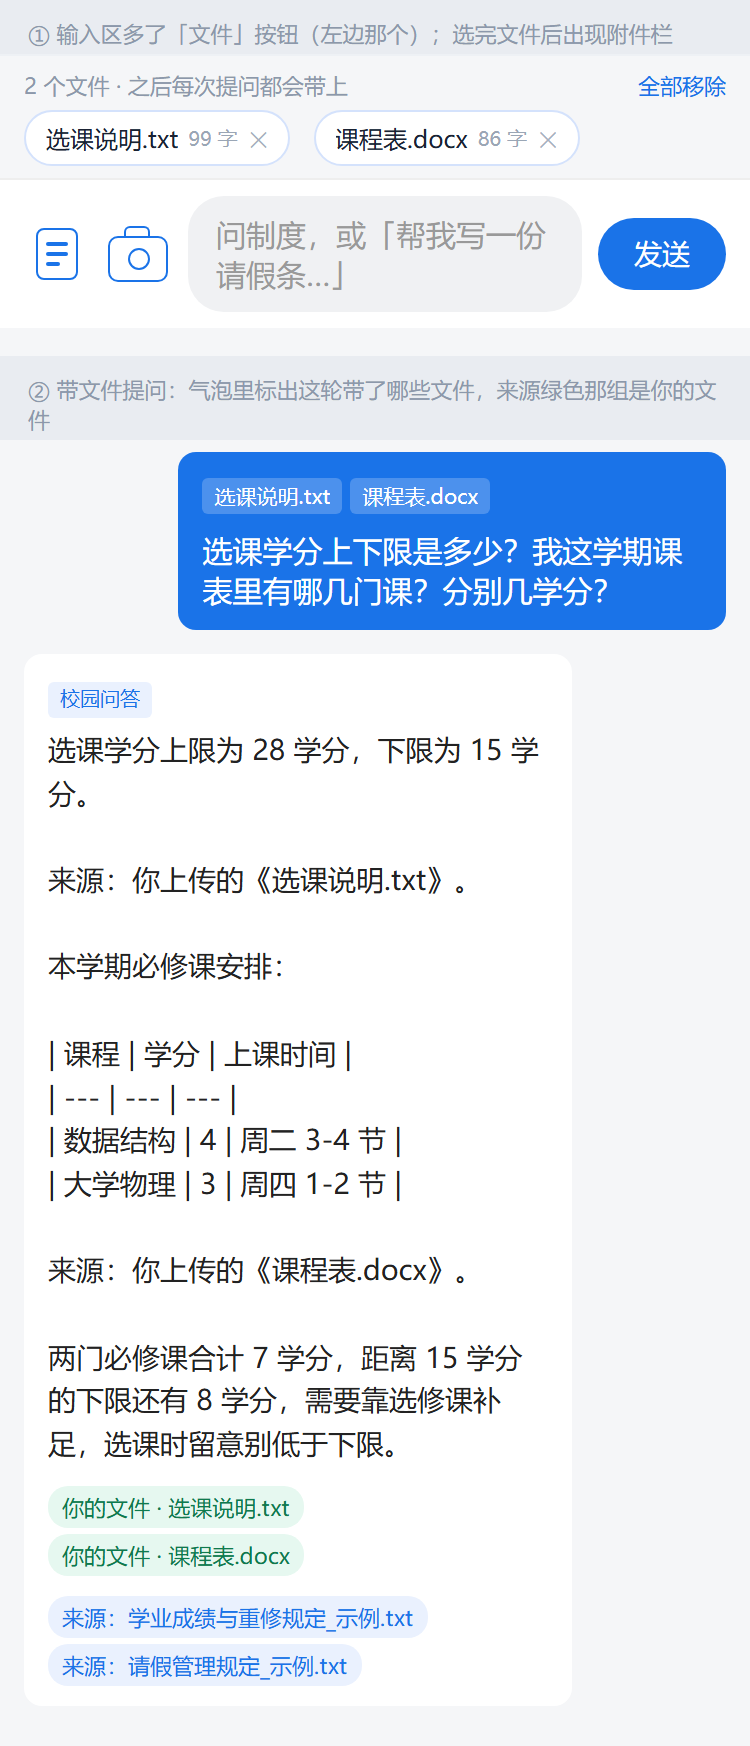 ① 输入区多了「文件」按钮（左边那个）；选完文件后出现附件栏
2 个文件 · 之后每次提问都会带上 全部移除
选课说明.txt 99 字 × 课程表.docx 86 字 ×
问制度，或「帮我写一份
请假条...」
发送
② 带文件提问：气泡里标出这轮带了哪些文件，来源绿色那组是你的文
件
选课说明.txt 课程表.docx
选课学分上下限是多少？我这学期课
表里有哪几门课？分别几学分？
校园问答
选课学分上限为 28 学分，下限为 15 学
分。
来源：你上传的《选课说明.txt》。
本学期必修课安排：
| 课程 | 学分 | 上课时间 |
| --- | --- | --- |
| 数据结构 | 4 | 周二 3-4 节 |
| 大学物理 | 3 | 周四 1-2 节 |
来源：你上传的《课程表.docx》。
两门必修课合计 7 学分，距离 15 学分
的下限还有 8 学分，需要靠选修课补
足，选课时留意别低于下限。
你的文件 · 选课说明.txt
你的文件 · 课程表.docx
来源：学业成绩与重修规定_示例.txt
来源：请假管理规定_示例.txt